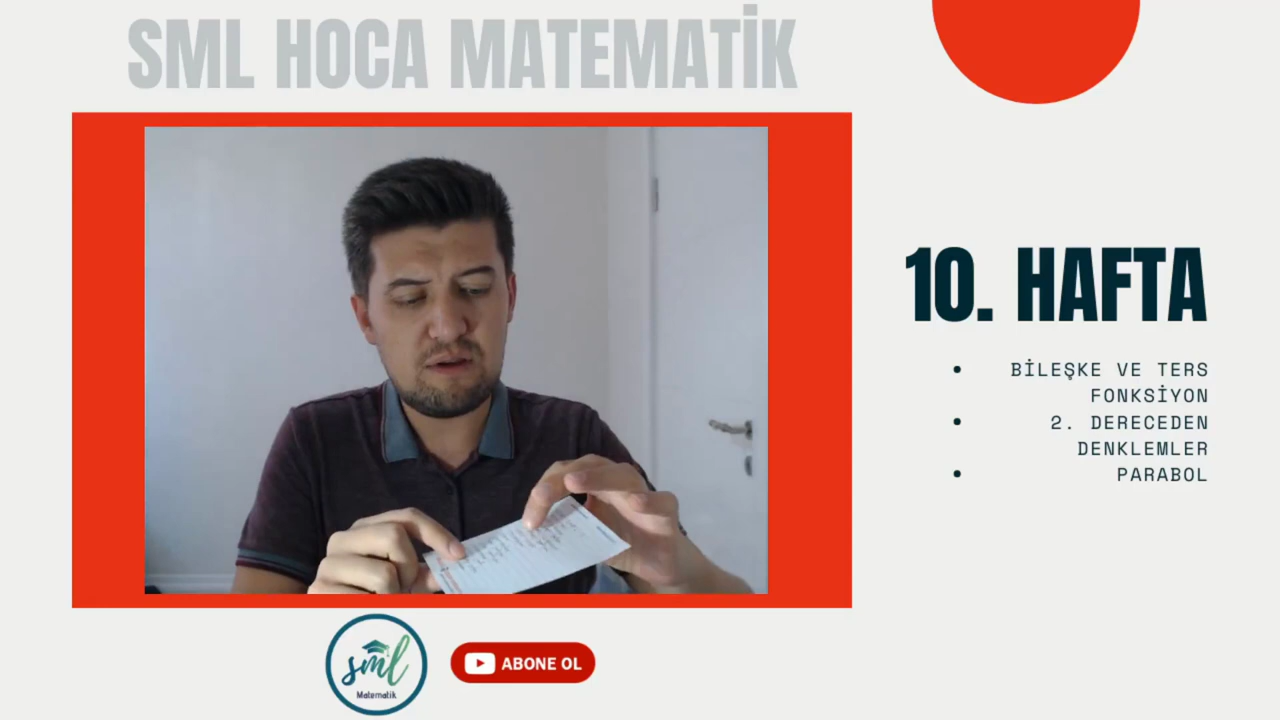 SML HOCA MATEMATİK
10. HAFTA
BİLEŞKE VE TERS
FONKSİYON
2. DERECEDEN
DENKLEMLER
PARABOL
sml
Matematik
ABONE OL